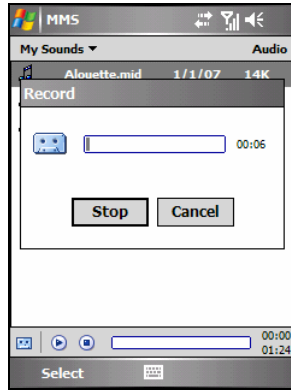 MMS
My Sounds Audio
Alouette.mid 1/1/07 14K
Record
00:06
Stop Cancel
00:00
01:24
Select